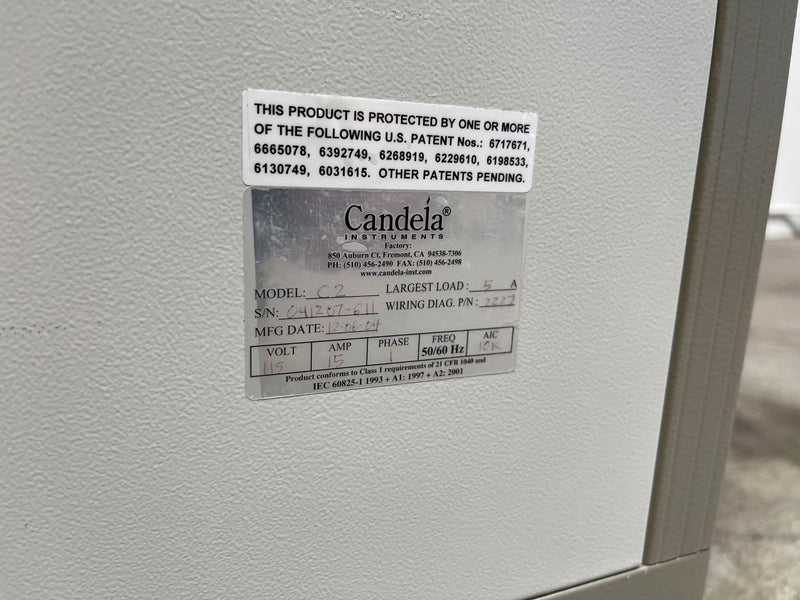 THIS PRODUCT IS PROTECTED BY ONE OR MORE
OF THE FOLLOWING U.S. PATENT Nos.: 6717671,
6665078, 6392749, 6268919, 6229610, 6198533,
6130749, 6031615. OTHER PATENTS PENDING.
Candela®
INSTRUMENTS
Factory:
850 Auburn Ct, Fremont, CA 94538-7306
PH: (510) 456-2490 FAX: (510) 456-2498
www.candela-inst.com
MODEL: C2 LARGEST LOAD: 5 A
S/N: 041207-611 WIRING DIAG. P/N: 2227
MFG DATE: 12-06-04
VOLT AMP PHASE FREQ AIC
115 15 1 50/60 Hz 10K
Product conforms to Class 1 requirements of 21 CFR 1040 and
IEC 60825-1 1993 + A1: 1997 + A2: 2001